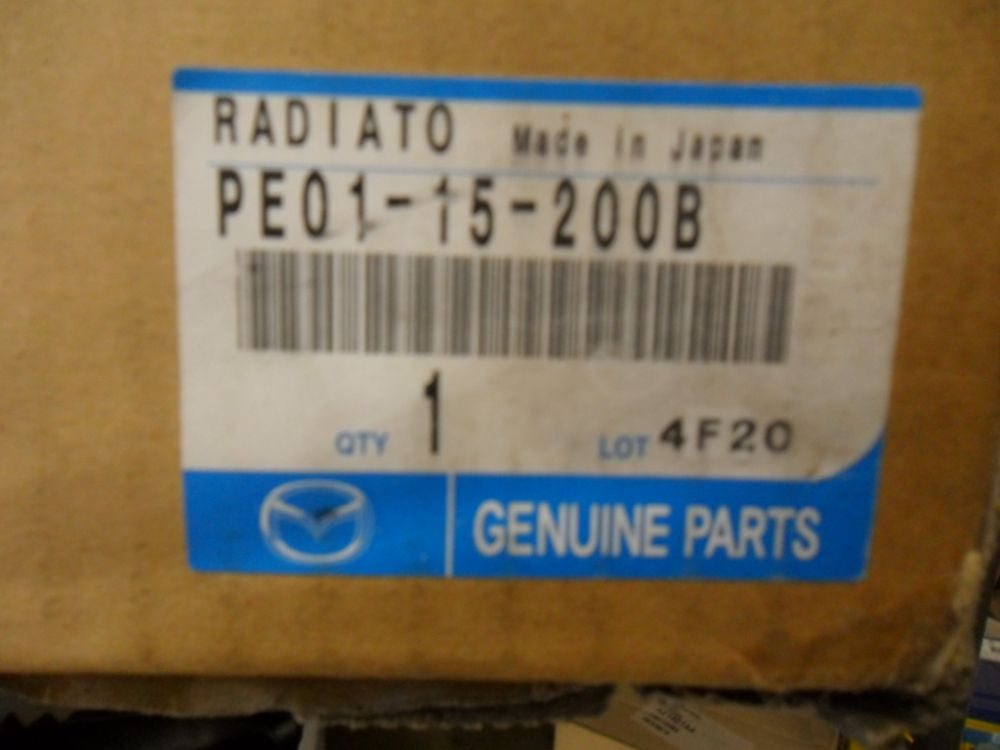 RADIATO Made in Japan
PE01-15-200B
QTY 1 LOT 4F20
GENUINE PARTS